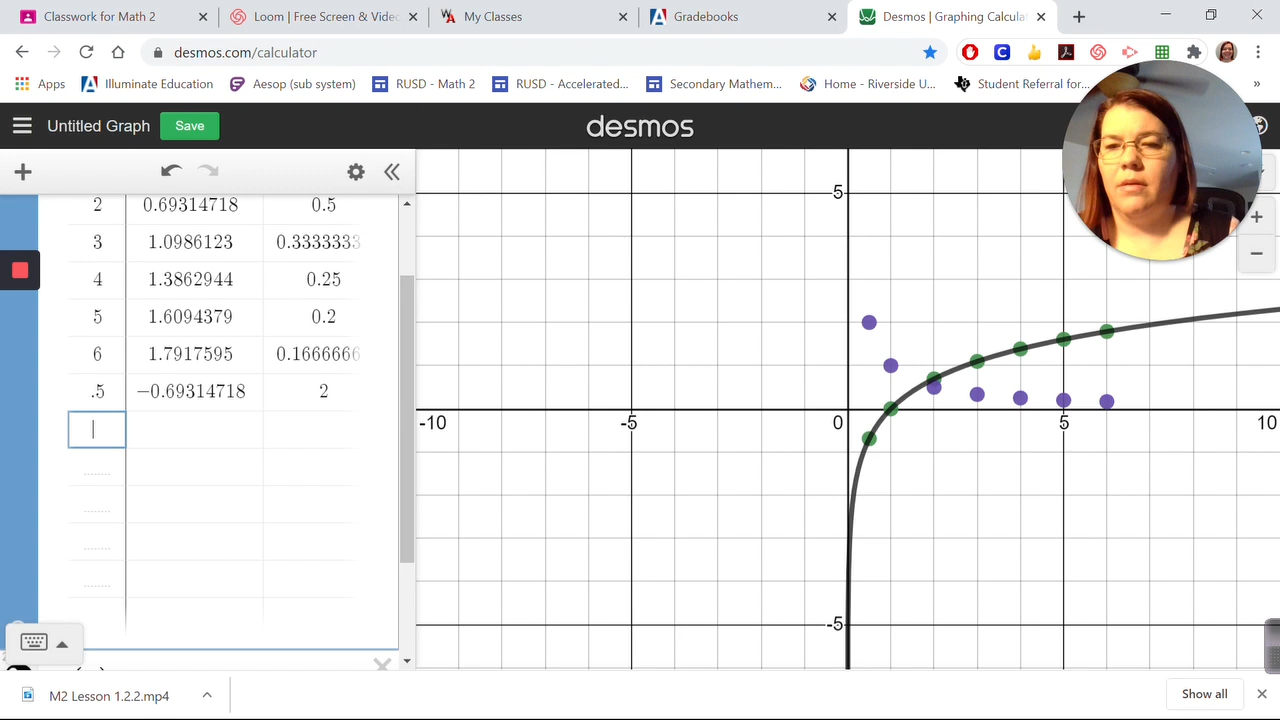 Classwork for Math 2
Loom | Free Screen & Video
My Classes
Gradebook
Desmos | Graphing Calcula
desmos.com/calculator
Apps
Illuminate Education
Aesop (sub system)
RUSD - Math 2
RUSD - Accelerated...
Secondary Mathem...
Home - Riverside U...
Student Referral for...
»
Untitled Graph
Save
desmos
2 0.69314718 0.5
3 1.0986123 0.3333333
4 1.3862944 0.25
5 1.6094379 0.2
6 1.7917595 0.1666666
.5 −0.69314718 2
5
-10 -5 0 5 10
-5
M2 Lesson 1.2.2.mp4
Show all